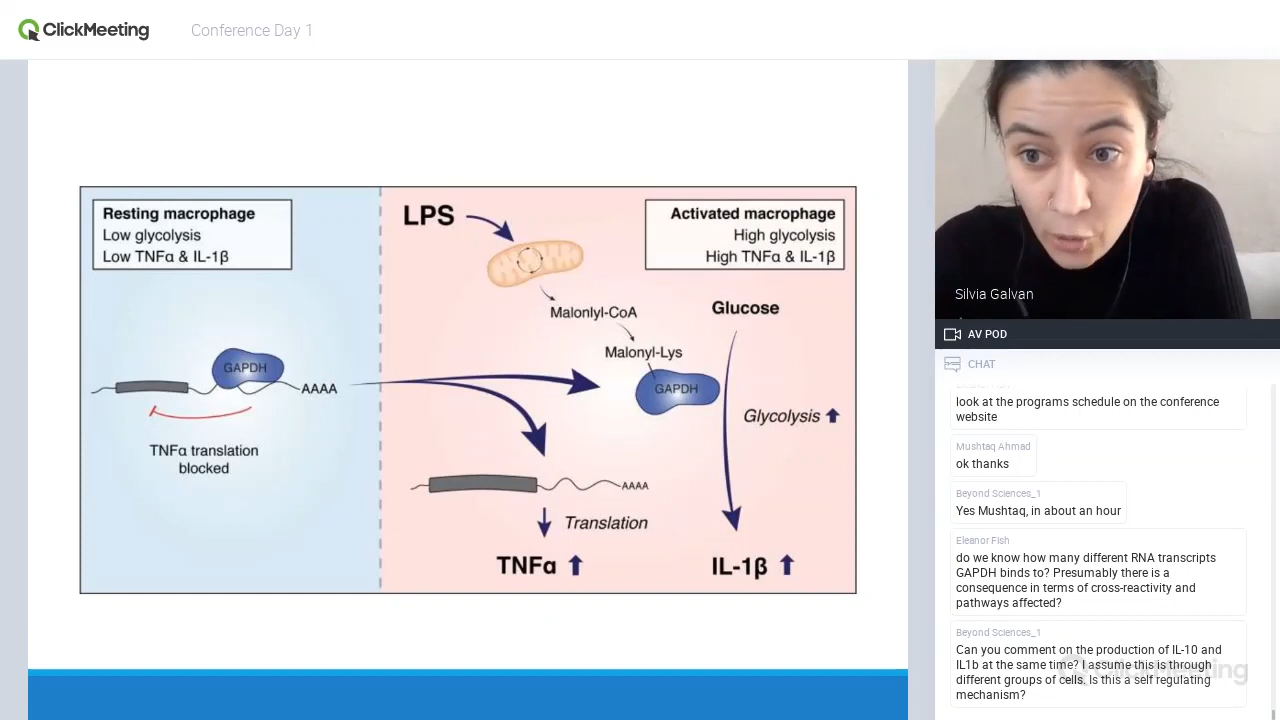 ClickMeeting
Conference Day 1
Resting macrophage
Low glycolysis
Low TNFα & IL-1β
LPS
Activated macrophage
High glycolysis
High TNFα & IL-1β
Malonlyl-CoA
Glucose
Malonyl-Lys
GAPDH
AAAA
GAPDH
Glycolysis
TNFα translation
blocked
AAAA
Translation
TNFα
IL-1β
Silvia Galvan
AV POD
CHAT
Eleanor Fish
look at the programs schedule on the conference
website
Mushtaq Ahmad
ok thanks
Beyond Sciences_1
Yes Mushtaq, in about an hour
Eleanor Fish
do we know how many different RNA transcripts
GAPDH binds to? Presumably there is a
consequence in terms of cross-reactivity and
pathways affected?
Beyond Sciences_1
Can you comment on the production of IL-10 and
IL1b at the same time? I assume this is through
different groups of cells. Is this a self regulating
mechanism?
ClickMeeting